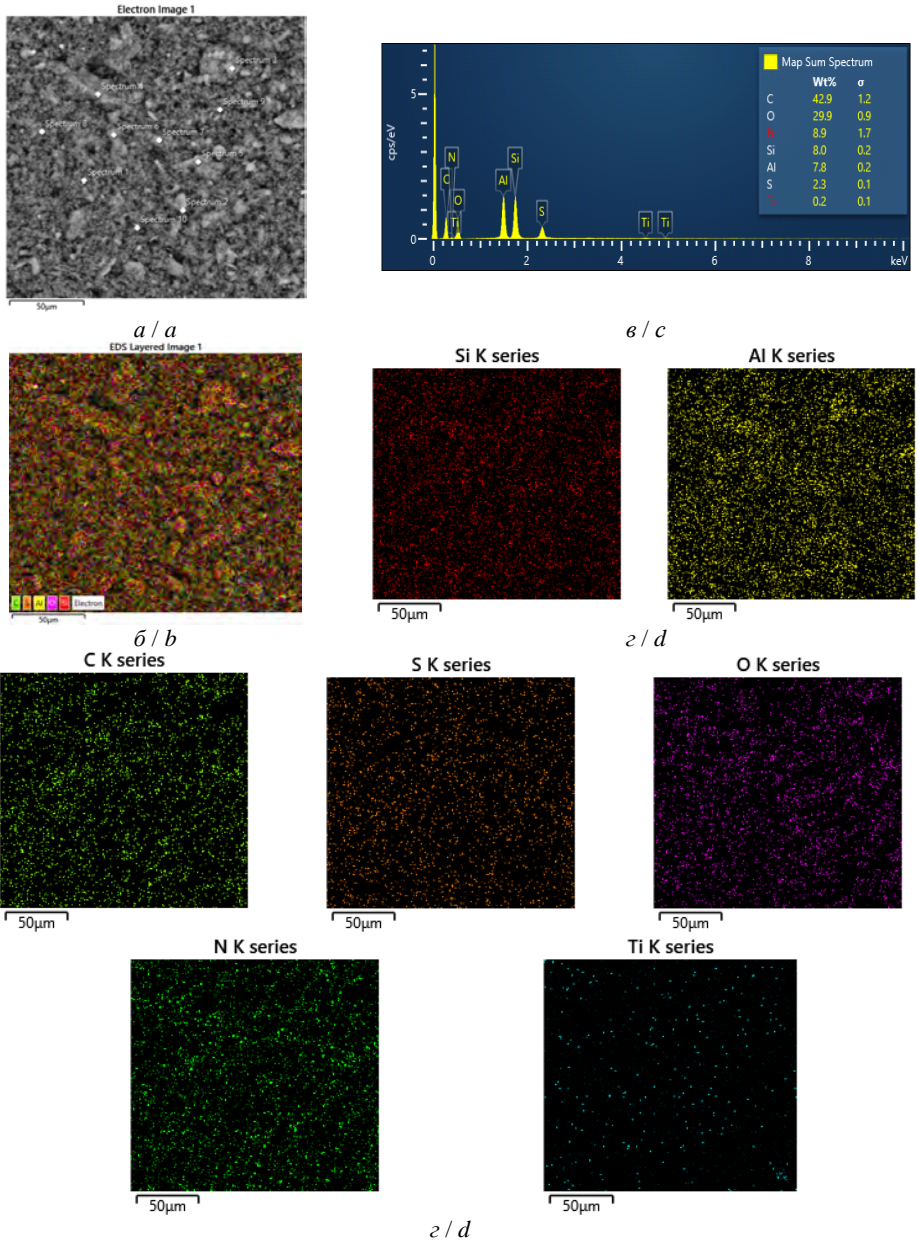 Electron Image 1
Spectrum 3
Spectrum 4
Spectrum 9
Spectrum 8
Spectrum 6
Spectrum 7
Spectrum 5
Spectrum 1
Spectrum 2
Spectrum 10
50µm
а / a
cps/eV
5
0
C
N
Ti
O
Al
Si
S
Ti
Ti
0
2
4
6
8
keV
Map Sum Spectrum
Wt% σ
C 42.9 1.2
O 29.9 0.9
N 8.9 1.7
Si 8.0 0.2
Al 7.8 0.2
S 2.3 0.1
0.2 0.1
в / c
EDS Layered Image 1
C
Al
O
Electron
50µm
б / b
Si K series
50µm
Al K series
50µm
г / d
C K series
50µm
S K series
50µm
O K series
50µm
N K series
50µm
Ti K series
50µm
г / d